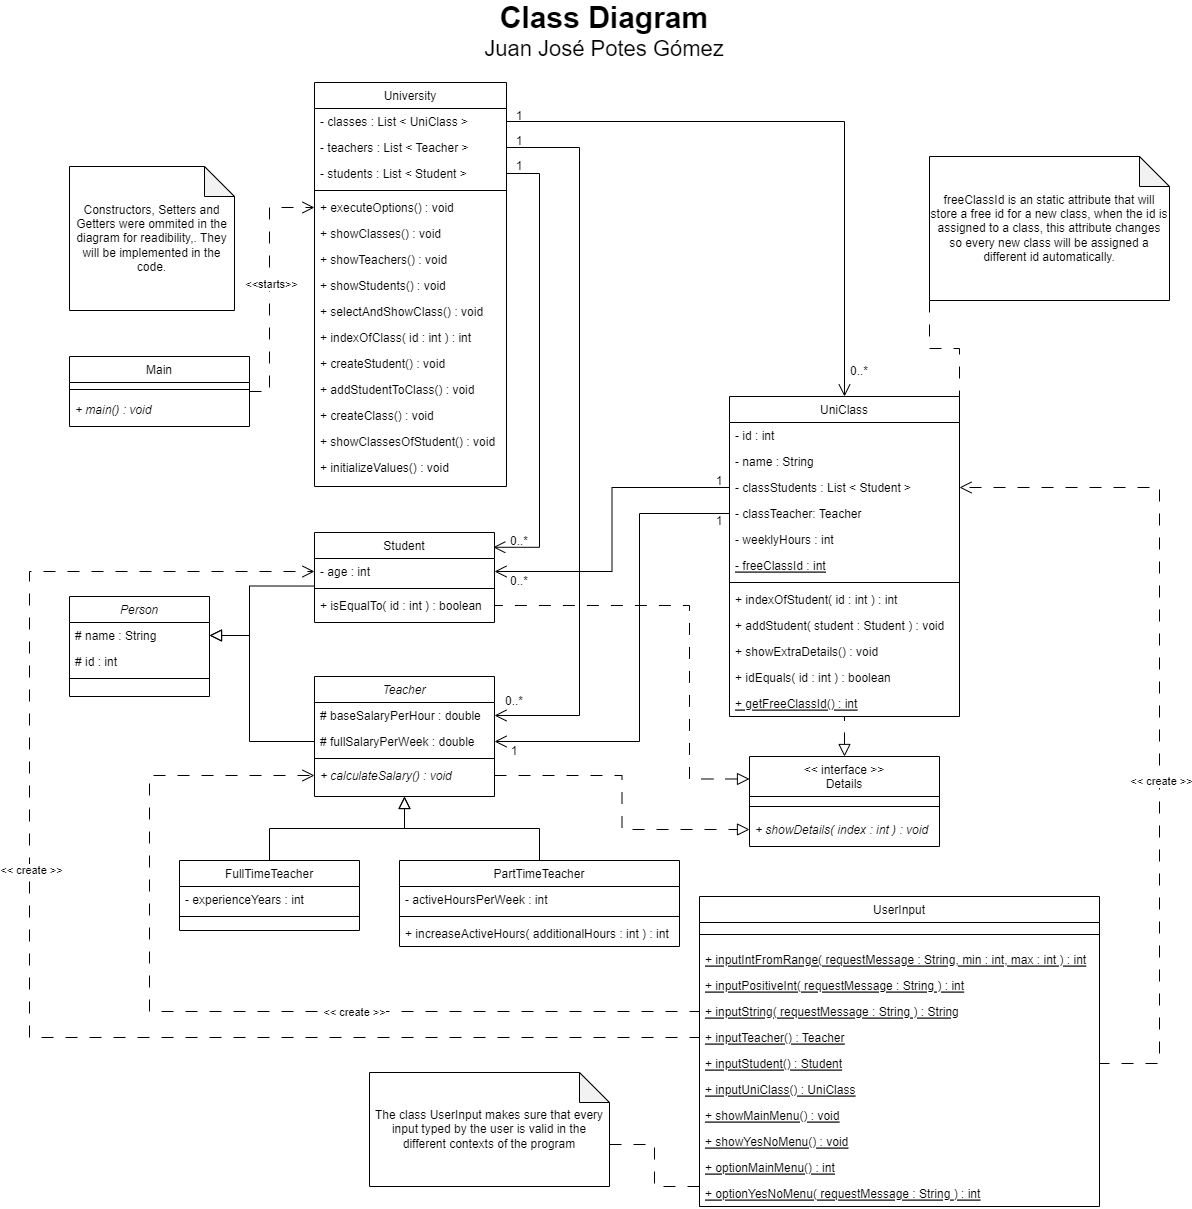 Class Diagram
Juan José Potes Gómez
University
- classes : List < UniClass >
- teachers : List < Teacher >
- students : List < Student >
+ executeOptions() : void
+ showClasses() : void
+ showTeachers() : void
+ showStudents() : void
+ selectAndShowClass() : void
+ indexOfClass( id : int ) : int
+ createStudent() : void
+ addStudentToClass() : void
+ createClass() : void
+ showClassesOfStudent() : void
+ initializeValues() : void
1
1
1
Constructors, Setters and
Getters were ommited in the
diagram for readibility,. They
will be implemented in the
code.
freeClassId is an static attribute that will
store a free id for a new class, when the id is
assigned to a class, this attribute changes
so every new class will be assigned a
different id automatically.
<<starts>>
Main
+ main() : void
0..*
UniClass
- id : int
- name : String
- classStudents : List < Student >
- classTeacher: Teacher
- weeklyHours : int
- freeClassId : int
+ indexOfStudent( id : int ) : int
+ addStudent( student : Student ) : void
+ showExtraDetails() : void
+ idEquals( id : int ) : boolean
+ getFreeClassId() : int
1
1
Student
- age : int
+ isEqualTo( id : int ) : boolean
0..*
0..*
Person
# name : String
# id : int
Teacher
# baseSalaryPerHour : double
# fullSalaryPerWeek : double
+ calculateSalary() : void
0..*
1
<< interface >>
Details
+ showDetails( index : int ) : void
<< create >>
<< create >>
FullTimeTeacher
- experienceYears : int
PartTimeTeacher
- activeHoursPerWeek : int
+ increaseActiveHours( additionalHours : int ) : int
UserInput
+ inputIntFromRange( requestMessage : String, min : int, max : int ) : int
+ inputPositiveInt( requestMessage : String ) : int
+ inputString( requestMessage : String ) : String
+ inputTeacher() : Teacher
+ inputStudent() : Student
+ inputUniClass() : UniClass
+ showMainMenu() : void
+ showYesNoMenu() : void
+ optionMainMenu() : int
+ optionYesNoMenu( requestMessage : String ) : int
<< create >>
The class UserInput makes sure that every
input typed by the user is valid in the
different contexts of the program